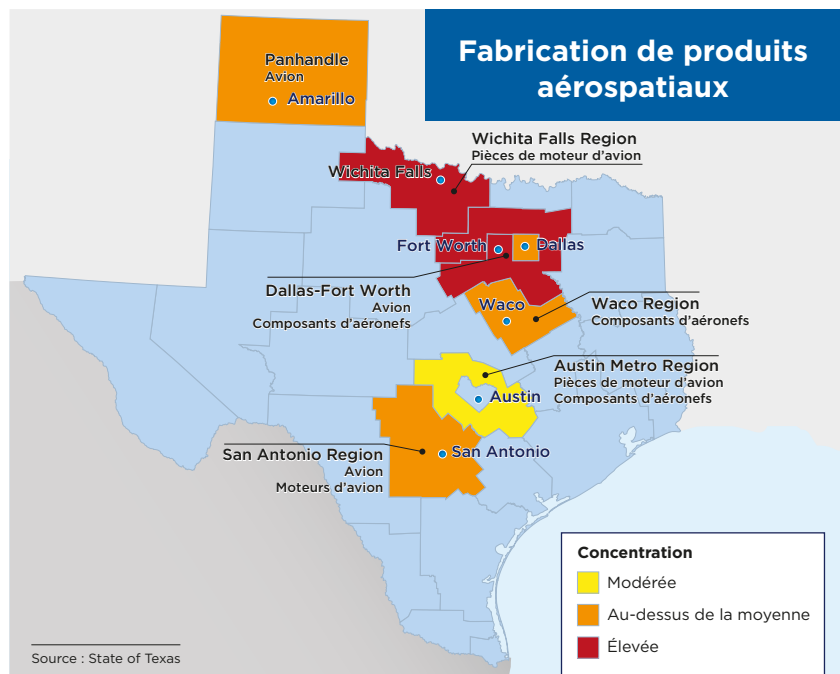 Fabrication de produits
aérospatiaux
Panhandle
Avion
Amarillo
Wichita Falls Region
Pièces de moteur d'avion
Wichita Falls
Fort Worth
Dallas
Dallas-Fort Worth
Avion
Composants d'aéronefs
Waco
Waco Region
Composants d'aéronefs
Austin Metro Region
Pièces de moteur d'avion
Composants d'aéronefs
Austin
San Antonio Region
Avion
Moteurs d'avion
San Antonio
Concentration
Modérée
Au-dessus de la moyenne
Élevée
Source : State of Texas